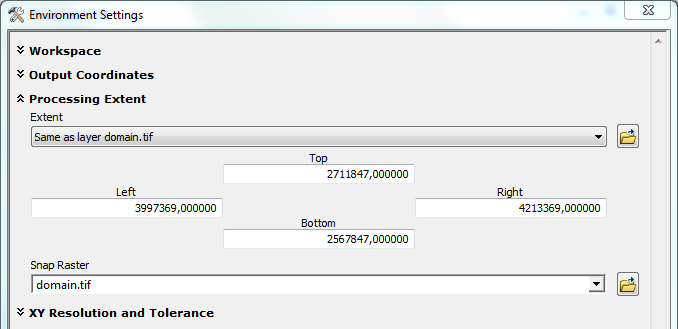 Environment Settings
Workspace
Output Coordinates
Processing Extent
Extent
Same as layer domain.tif
Top
2711847,000000
Left
Right
3997369,000000
4213369,000000
Bottom
2567847,000000
Snap Raster
domain.tif
XY Resolution and Tolerance